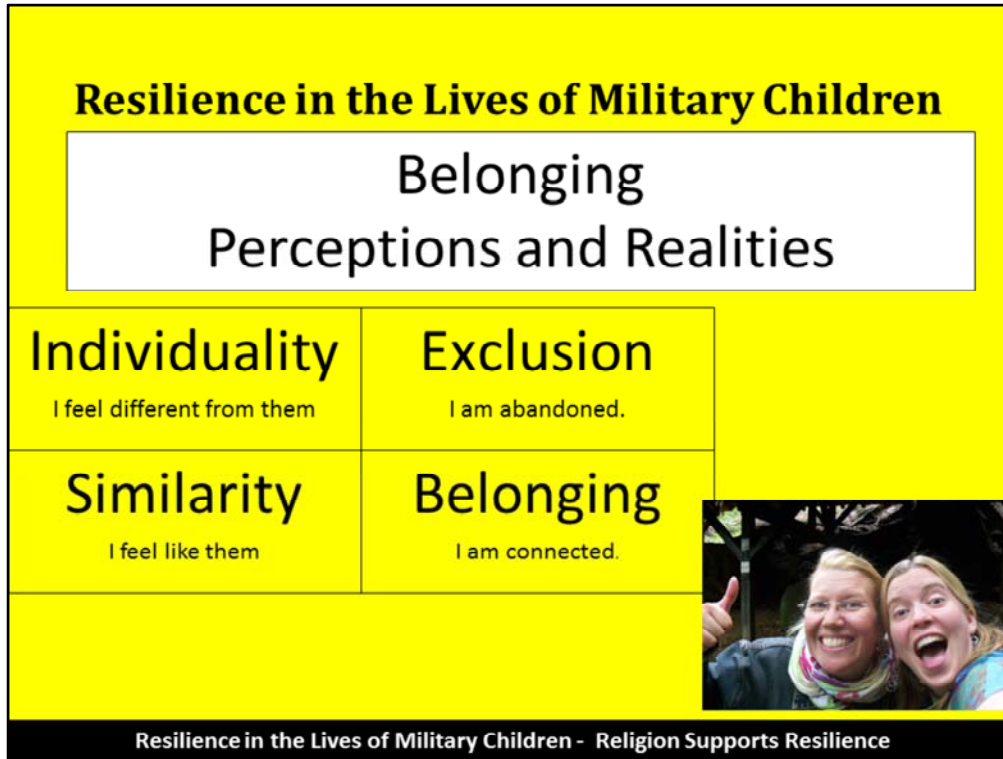 Resilience in the Lives of Military Children
Belonging
Perceptions and Realities
Individuality
I feel different from them
Exclusion
I am abandoned.
Similarity
I feel like them
Belonging
I am connected.
Resilience in the Lives of Military Children - Religion Supports Resilience